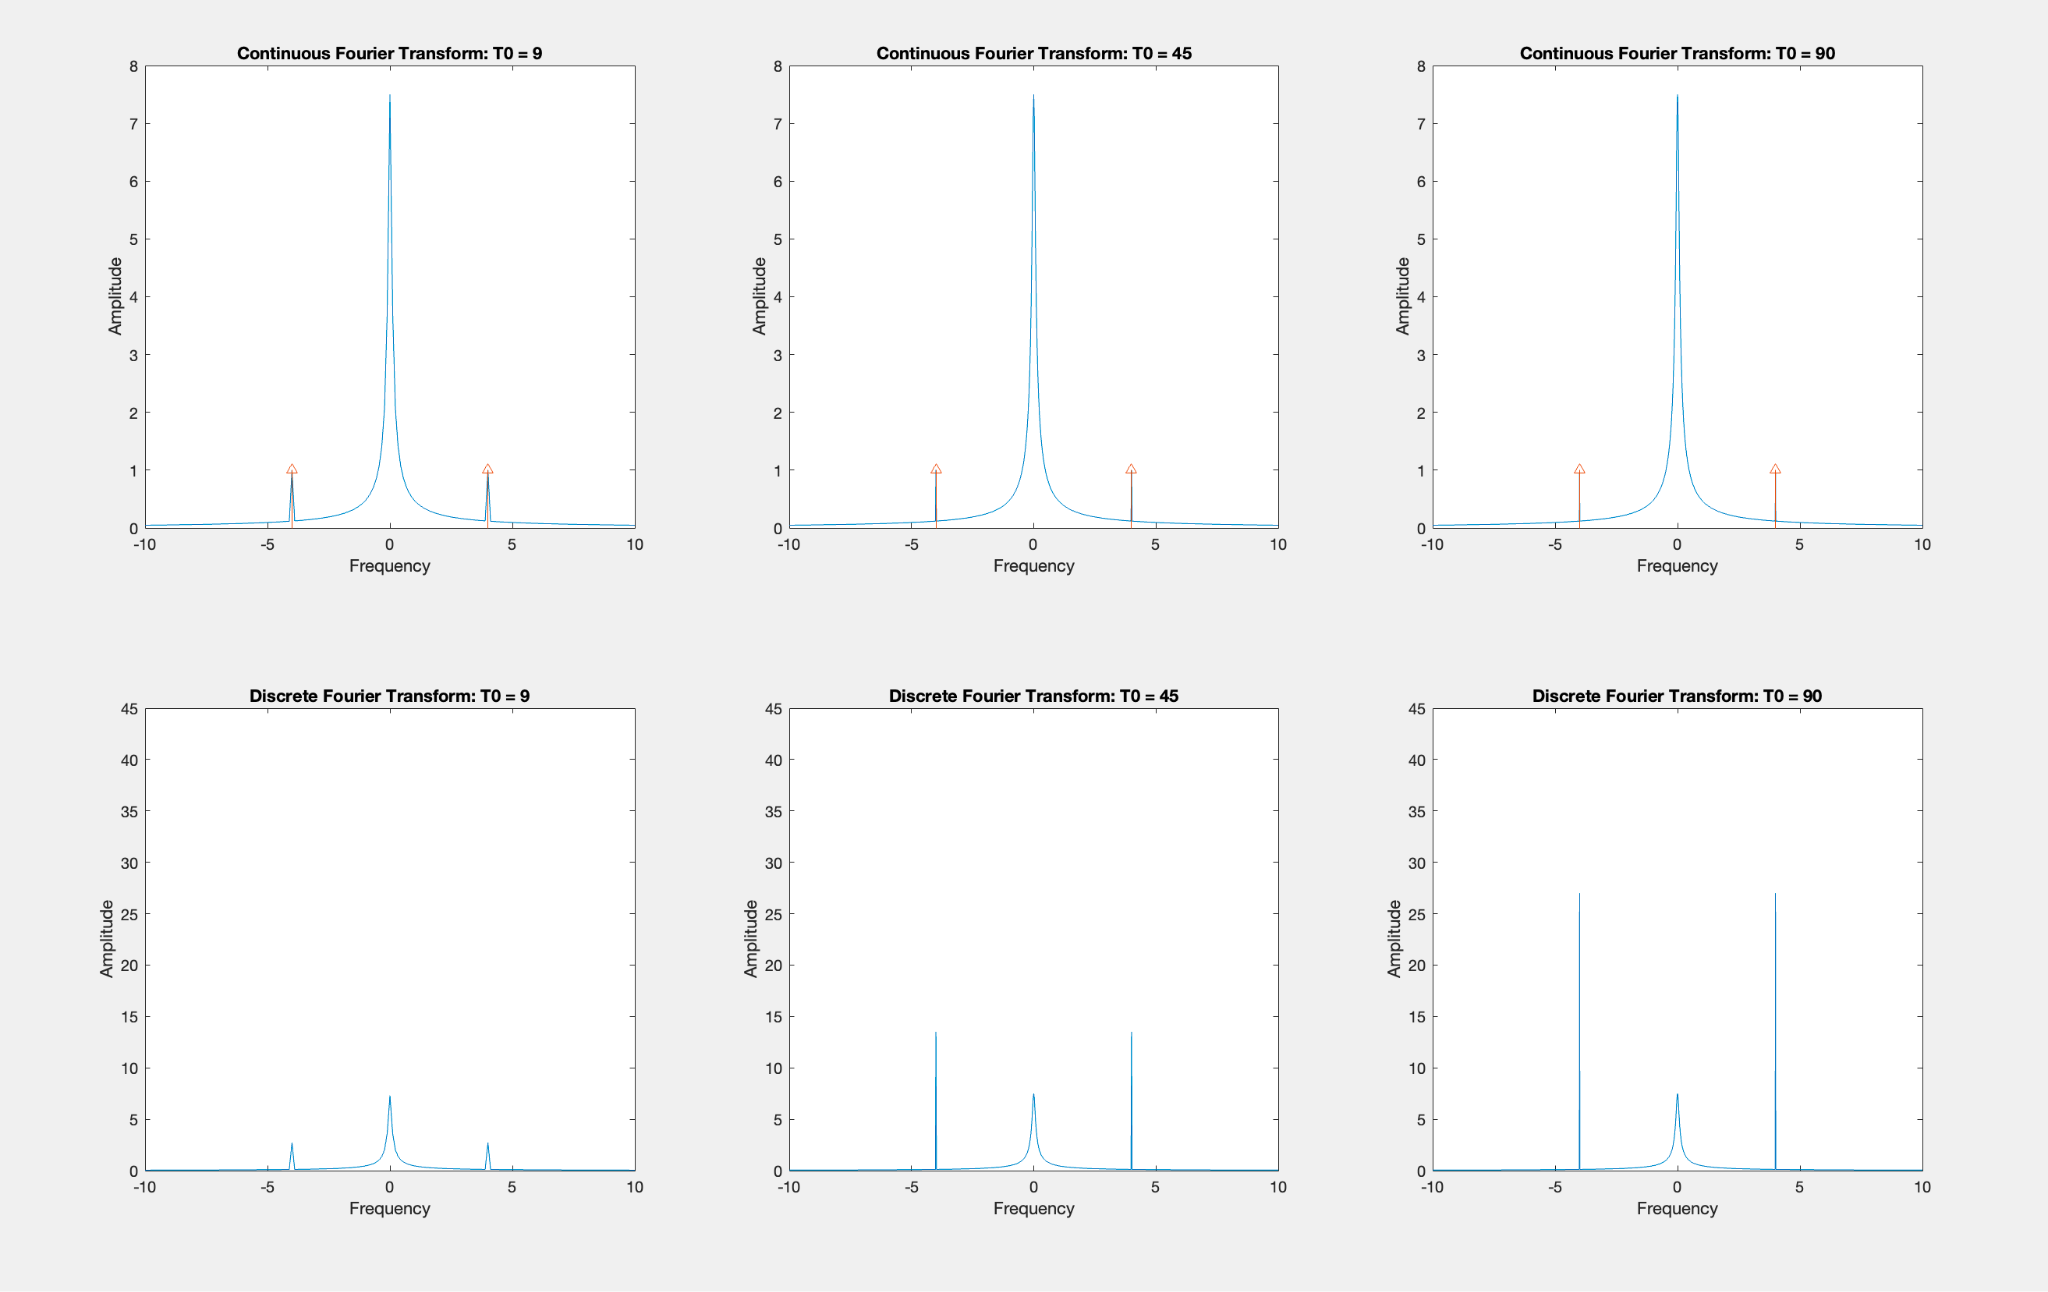 Continuous Fourier Transform: T0 = 9
8
7
6
5
4
3
2
1
0
Amplitude
-10 -5 0 5 10
Frequency
Continuous Fourier Transform: T0 = 45
8
7
6
5
4
3
2
1
0
Amplitude
-10 -5 0 5 10
Frequency
Continuous Fourier Transform: T0 = 90
8
7
6
5
4
3
2
1
0
Amplitude
-10 -5 0 5 10
Frequency
Discrete Fourier Transform: T0 = 9
45
40
35
30
25
20
15
10
5
0
Amplitude
-10 -5 0 5 10
Frequency
Discrete Fourier Transform: T0 = 45
45
40
35
30
25
20
15
10
5
0
Amplitude
-10 -5 0 5 10
Frequency
Discrete Fourier Transform: T0 = 90
45
40
35
30
25
20
15
10
5
0
Amplitude
-10 -5 0 5 10
Frequency